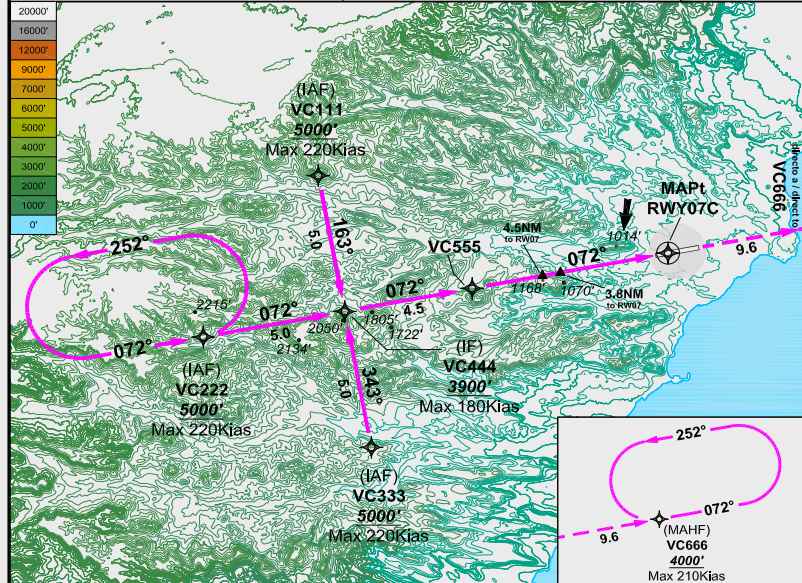 20000'
16000'
12000'
9000'
7000'
6000'
5000'
4000'
3000'
2000'
1000'
0'
(IAF)
VC111
5000'
Max 220Kias
163°
5.0
252°
072°
2215'
(IAF)
VC222
5000'
Max 220Kias
072°
5.0
2134'
2050'
1805'
1722'
072°
4.5
VC555
(IF)
VC444
3900'
Max 180Kias
343°
5.0
(IAF)
VC333
5000'
Max 220Kias
4.5NM
to RW07
1168'
1070'
3.8NM
to RW07
072°
1014'
MAPt
RWY07C
9.6
directo a / direct to
VC666
252°
072°
9.6
(MAHF)
VC666
4000'
Max 210Kias